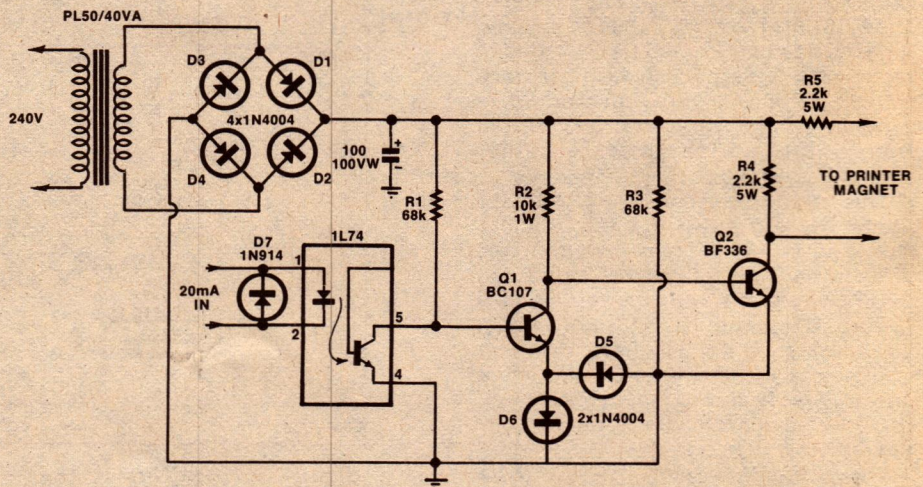 PL50/40VA
240V
D3
D1
4x1N4004
D4
D2
100
100VW
+
-
R1
68k
R2
10k
1W
R3
68k
R4
2.2k
5W
R5
2.2k
5W
TO PRINTER
MAGNET
D7
1N914
1L74
1
20mA
IN
2
5
4
Q1
BC107
Q2
BF336
D5
D6
2x1N4004